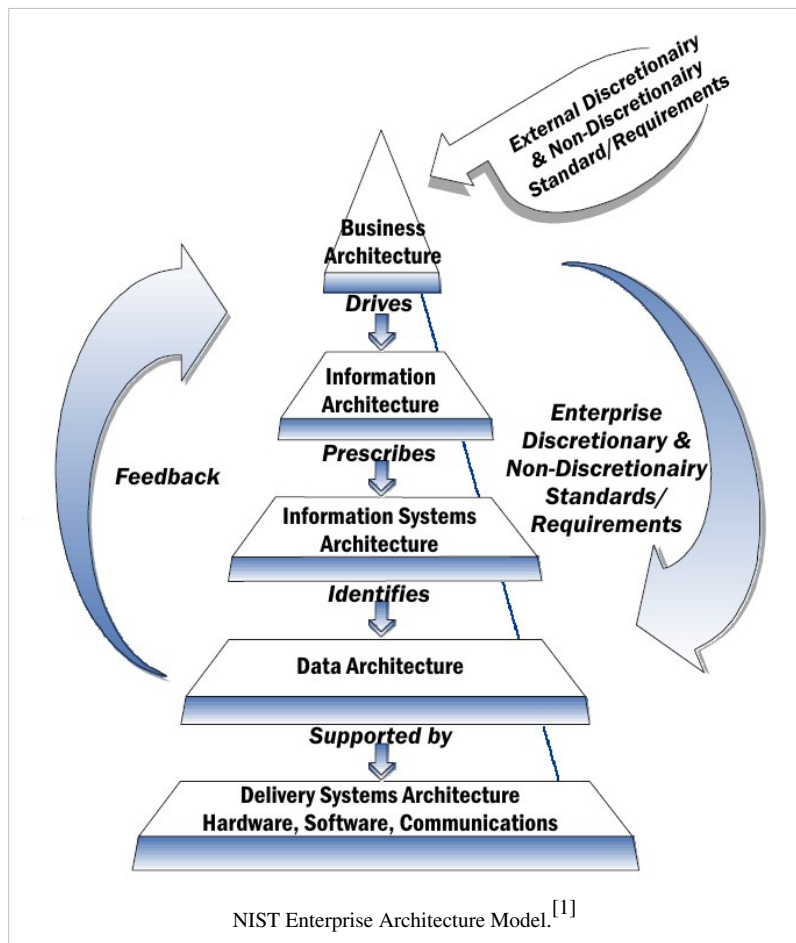 External Discretionairy
& Non-Discretionairy
Standard/Requirements
Business
Architecture
Drives
Information
Architecture
Prescribes
Information Systems
Architecture
Identifies
Data Architecture
Supported by
Delivery Systems Architecture
Hardware, Software, Communications
Feedback
Enterprise
Discretionary &
Non-Discretionairy
Standards/
Requirements
NIST Enterprise Architecture Model.[1]